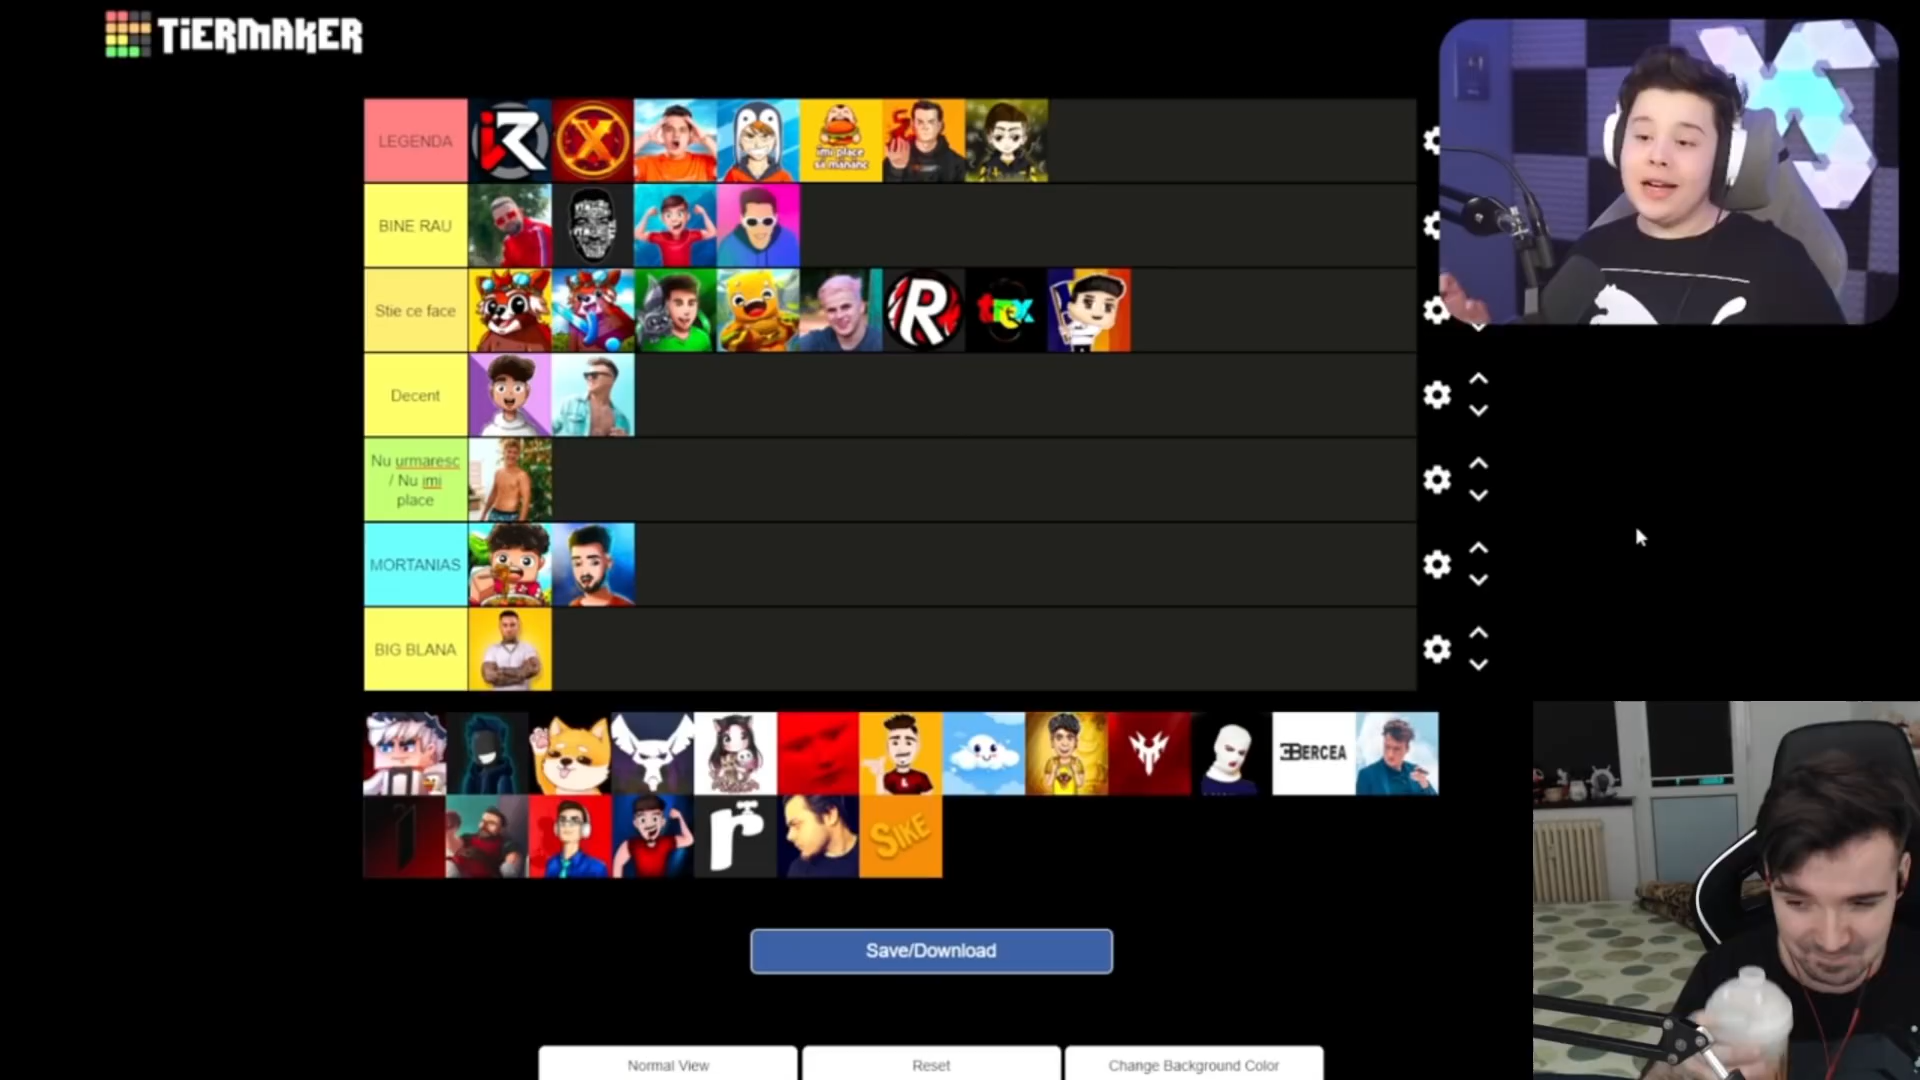 TiERMAKER
LEGENDA
imi place
sa mananc
BINE RAU
Stie ce face
trex
Decent
Nu urmaresc
/ Nu imi
place
MORTANIAS
BIG BLANA
BERCEA
SIKE
Save/Download
Normal View
Reset
Change Background Color